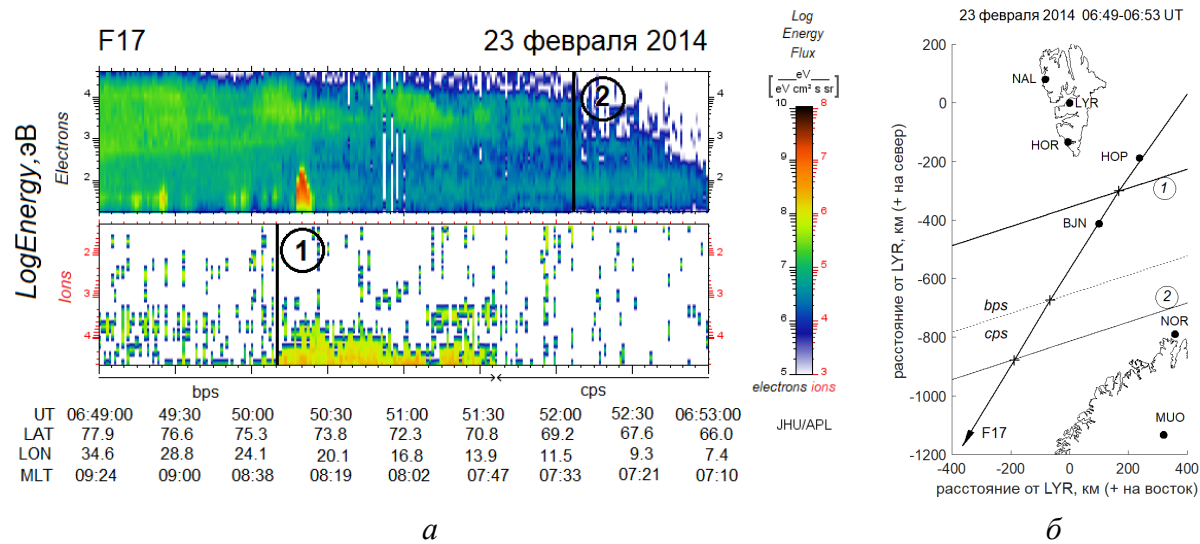 F17 23 февраля 2014
Log
Energy
Flux
[ eV / eV cm² s sr ]
LogEnergy,эВ
Electrons
4
3
2
4
3
2
②
Ions
2
3
4
2
3
4
①
10 8
9 7
8 6
7 5
6 4
5 3
electrons ions
JHU/APL
bps cps
UT 06:49:00 49:30 50:00 50:30 51:00 51:30 52:00 52:30 06:53:00
LAT 77.9 76.6 75.3 73.8 72.3 70.8 69.2 67.6 66.0
LON 34.6 28.8 24.1 20.1 16.8 13.9 11.5 9.3 7.4
MLT 09:24 09:00 08:38 08:19 08:02 07:47 07:33 07:21 07:10
а
23 февраля 2014 06:49-06:53 UT
расстояние от LYR, км (+ на север)
200
0
-200
-400
-600
-800
-1000
-1200
NAL
LYR
HOR
HOP
1
BJN
bps
cps
2
NOR
MUO
F17
-400 -200 0 200 400
расстояние от LYR, км (+ на восток)
б